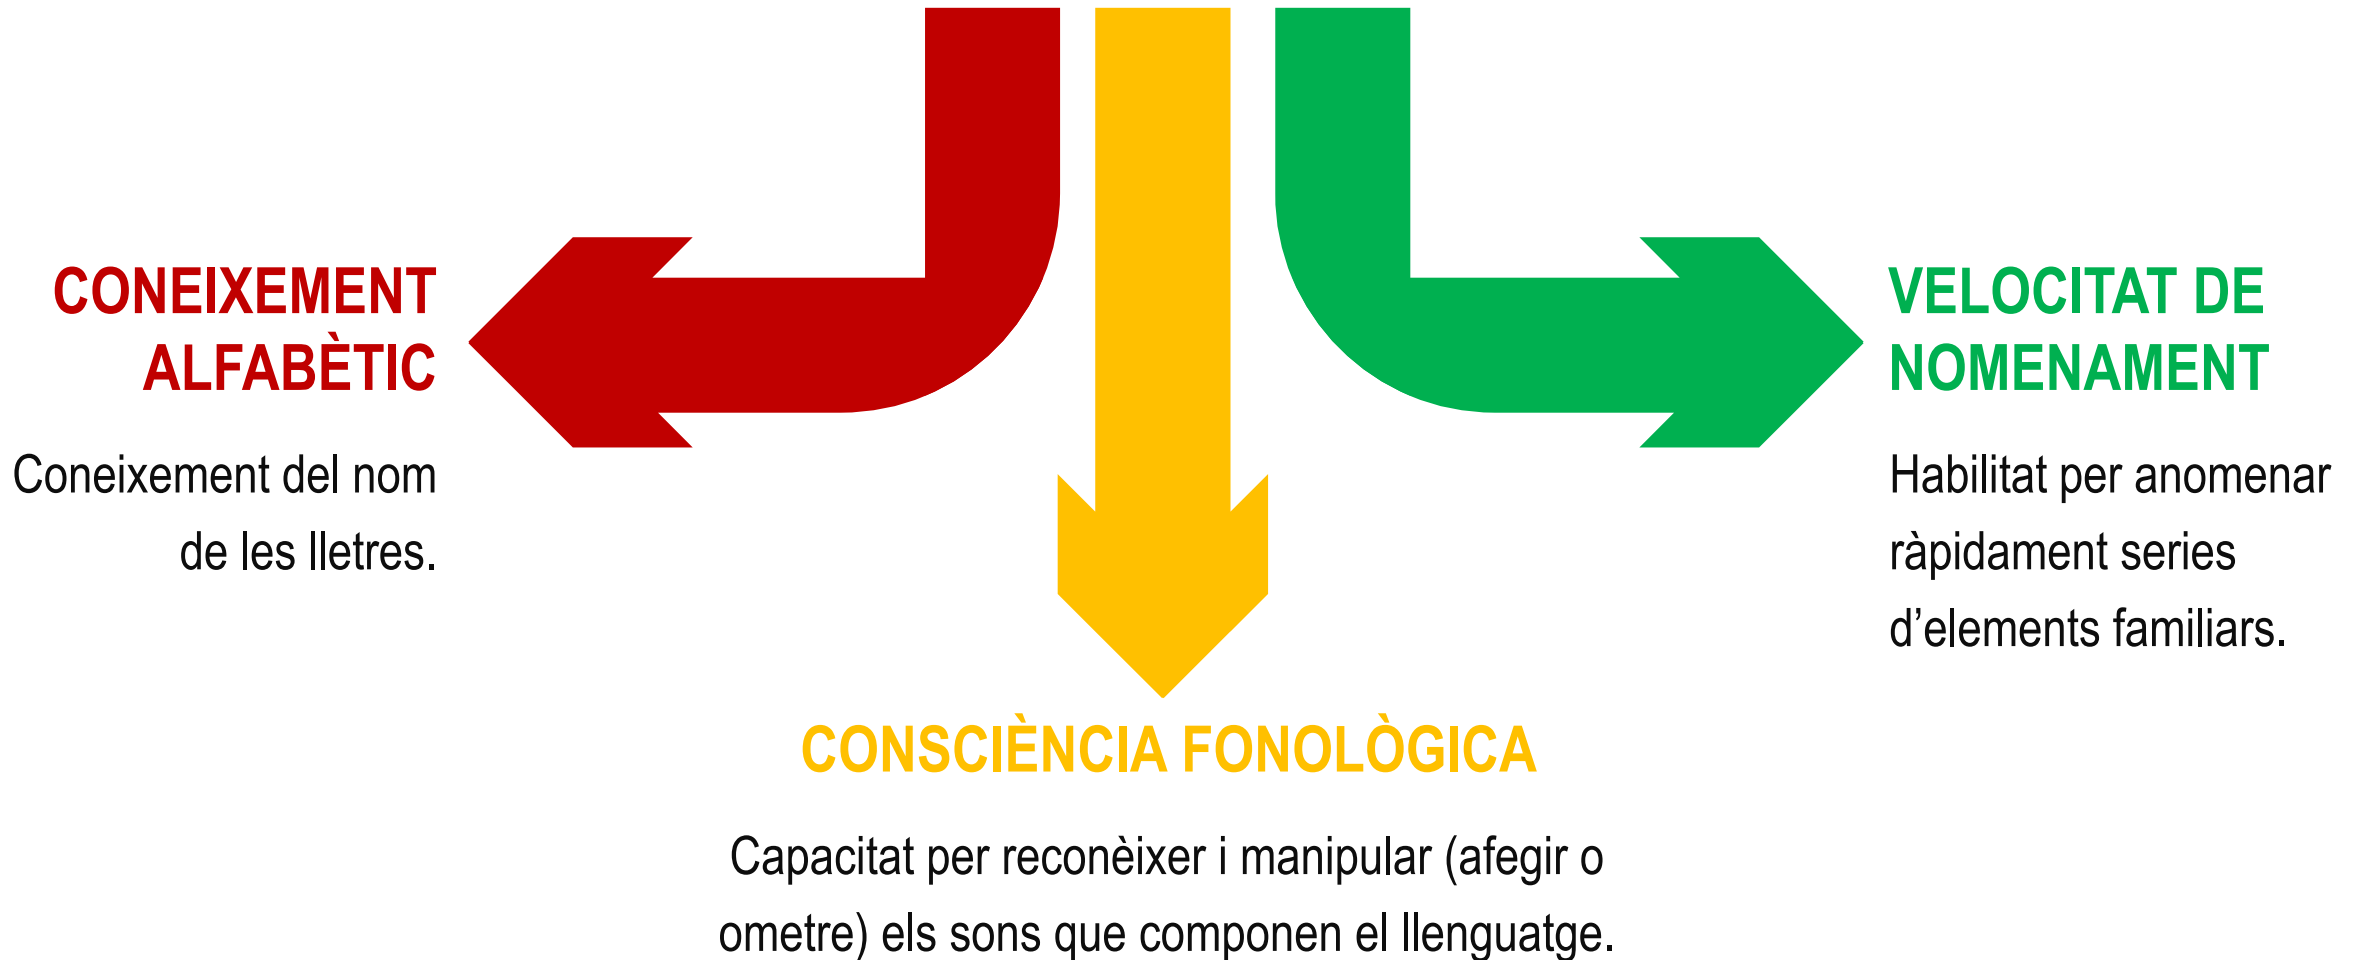 CONEIXEMENT
ALFABÈTIC
Coneixement del nom
de les lletres.
CONSCIÈNCIA FONOLÒGICA
Capacitat per reconèixer i manipular (afegir o
ometre) els sons que componen el llenguatge.
VELOCITAT DE
NOMENAMENT
Habilitat per anomenar
ràpidament series
d’elements familiars.